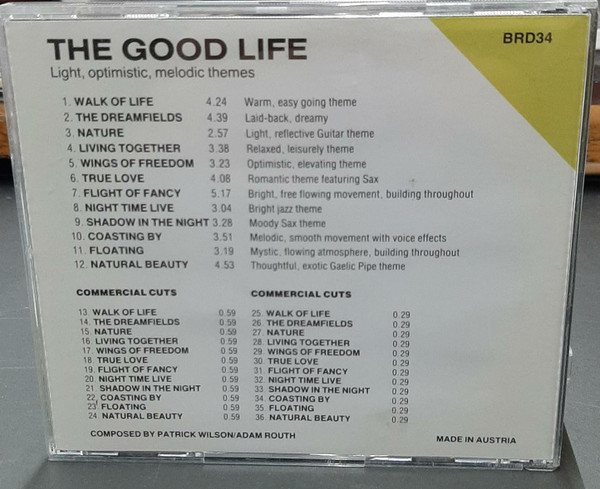 THE GOOD LIFE
BRD34
Light, optimistic, melodic themes
1. WALK OF LIFE 4.24 Warm, easy going theme
2. THE DREAMFIELDS 4.39 Laid-back, dreamy
3. NATURE 2.57 Light, reflective Guitar theme
4. LIVING TOGETHER 3.38 Relaxed, leisurely theme
5. WINGS OF FREEDOM 3.23 Optimistic, elevating theme
6. TRUE LOVE 4.08 Romantic theme featuring Sax
7. FLIGHT OF FANCY 5.17 Bright, free flowing movement, building throughout
8. NIGHT TIME LIVE 3.04 Bright jazz theme
9. SHADOW IN THE NIGHT 3.28 Moody Sax theme
10. COASTING BY 3.51 Melodic, smooth movement with voice effects
11. FLOATING 3.19 Mystic, flowing atmosphere, building throughout
12. NATURAL BEAUTY 4.53 Thoughtful, exotic Gaelic Pipe theme
COMMERCIAL CUTS COMMERCIAL CUTS
13. WALK OF LIFE 0.59 25. WALK OF LIFE 0.29
14. THE DREAMFIELDS 0.59 26. THE DREAMFIELDS 0.29
15. NATURE 0.59 27. NATURE 0.29
16. LIVING TOGETHER 0.59 28. LIVING TOGETHER 0.29
17. WINGS OF FREEDOM 0.59 29. WINGS OF FREEDOM 0.29
18. TRUE LOVE 0.59 30. TRUE LOVE 0.29
19. FLIGHT OF FANCY 0.59 31. FLIGHT OF FANCY 0.29
20. NIGHT TIME LIVE 0.59 32. NIGHT TIME LIVE 0.29
21. SHADOW IN THE NIGHT 0.59 33. SHADOW IN THE NIGHT 0.29
22. COASTING BY 0.59 34. COASTING BY 0.29
23. FLOATING 0.59 35. FLOATING 0.29
24. NATURAL BEAUTY 0.59 36. NATURAL BEAUTY 0.29
COMPOSED BY PATRICK WILSON/ADAM ROUTH
MADE IN AUSTRIA